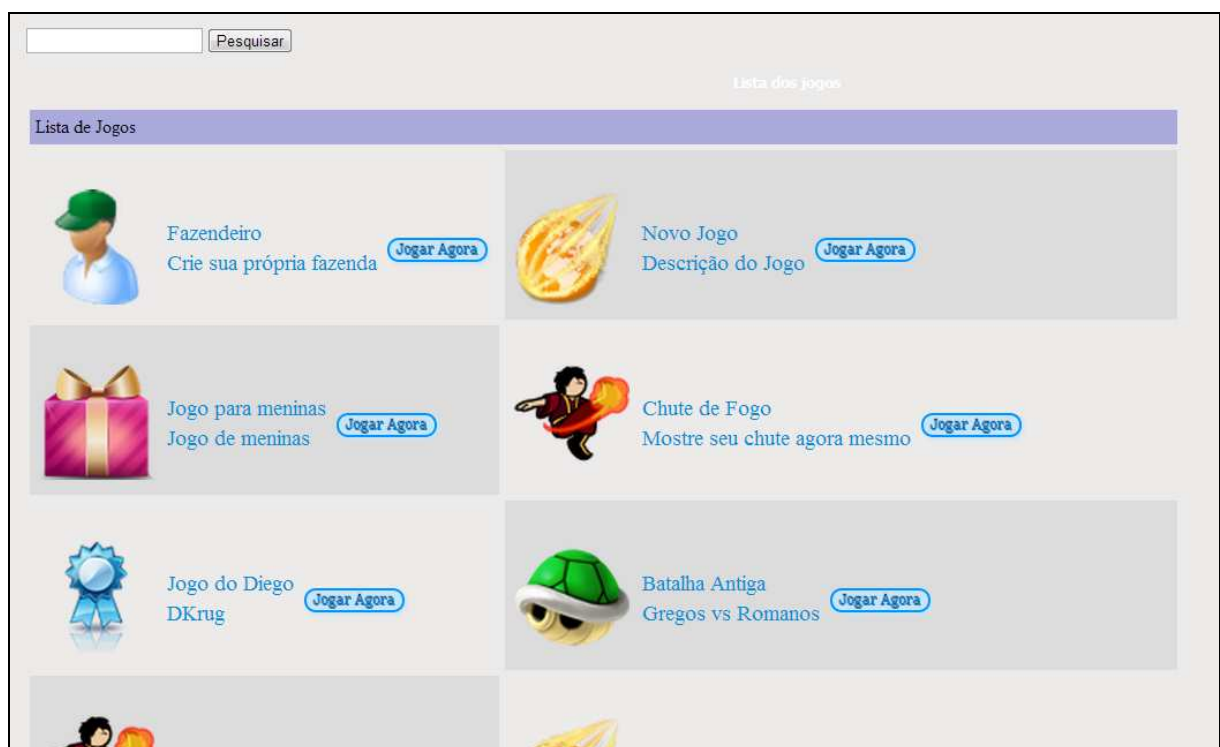 Pesquisar
Lista dos jogos
Lista de Jogos
Fazendeiro
Crie sua própria fazenda
Jogar Agora
Novo Jogo
Descrição do Jogo
Jogar Agora
Jogo para meninas
Jogo de meninas
Jogar Agora
Chute de Fogo
Mostre seu chute agora mesmo
Jogar Agora
Jogo do Diego
DKrug
Jogar Agora
Batalha Antiga
Gregos vs Romanos
Jogar Agora